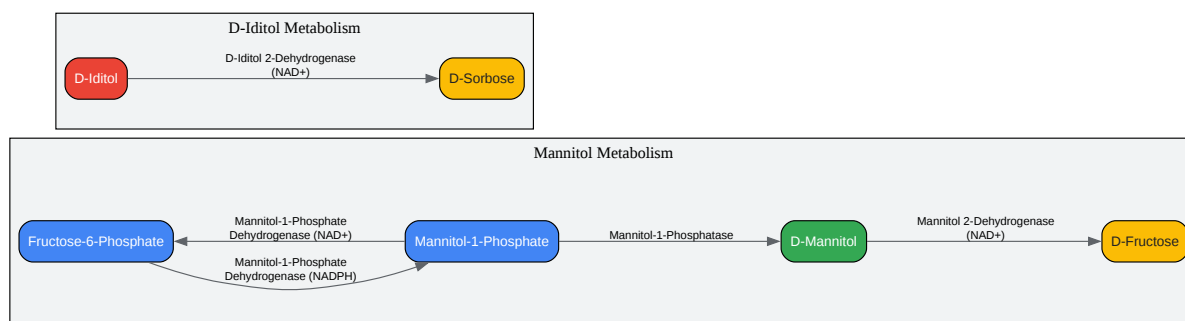 D-Iditol Metabolism
D-Iditol 2-Dehydrogenase
(NAD+)
D-Iditol
D-Sorbose
Mannitol Metabolism
Mannitol-1-Phosphate
Dehydrogenase (NAD+)
Mannitol 2-Dehydrogenase
(NAD+)
Fructose-6-Phosphate
Mannitol-1-Phosphate
Mannitol-1-Phosphatase
D-Mannitol
D-Fructose
Mannitol-1-Phosphate
Dehydrogenase (NADPH)